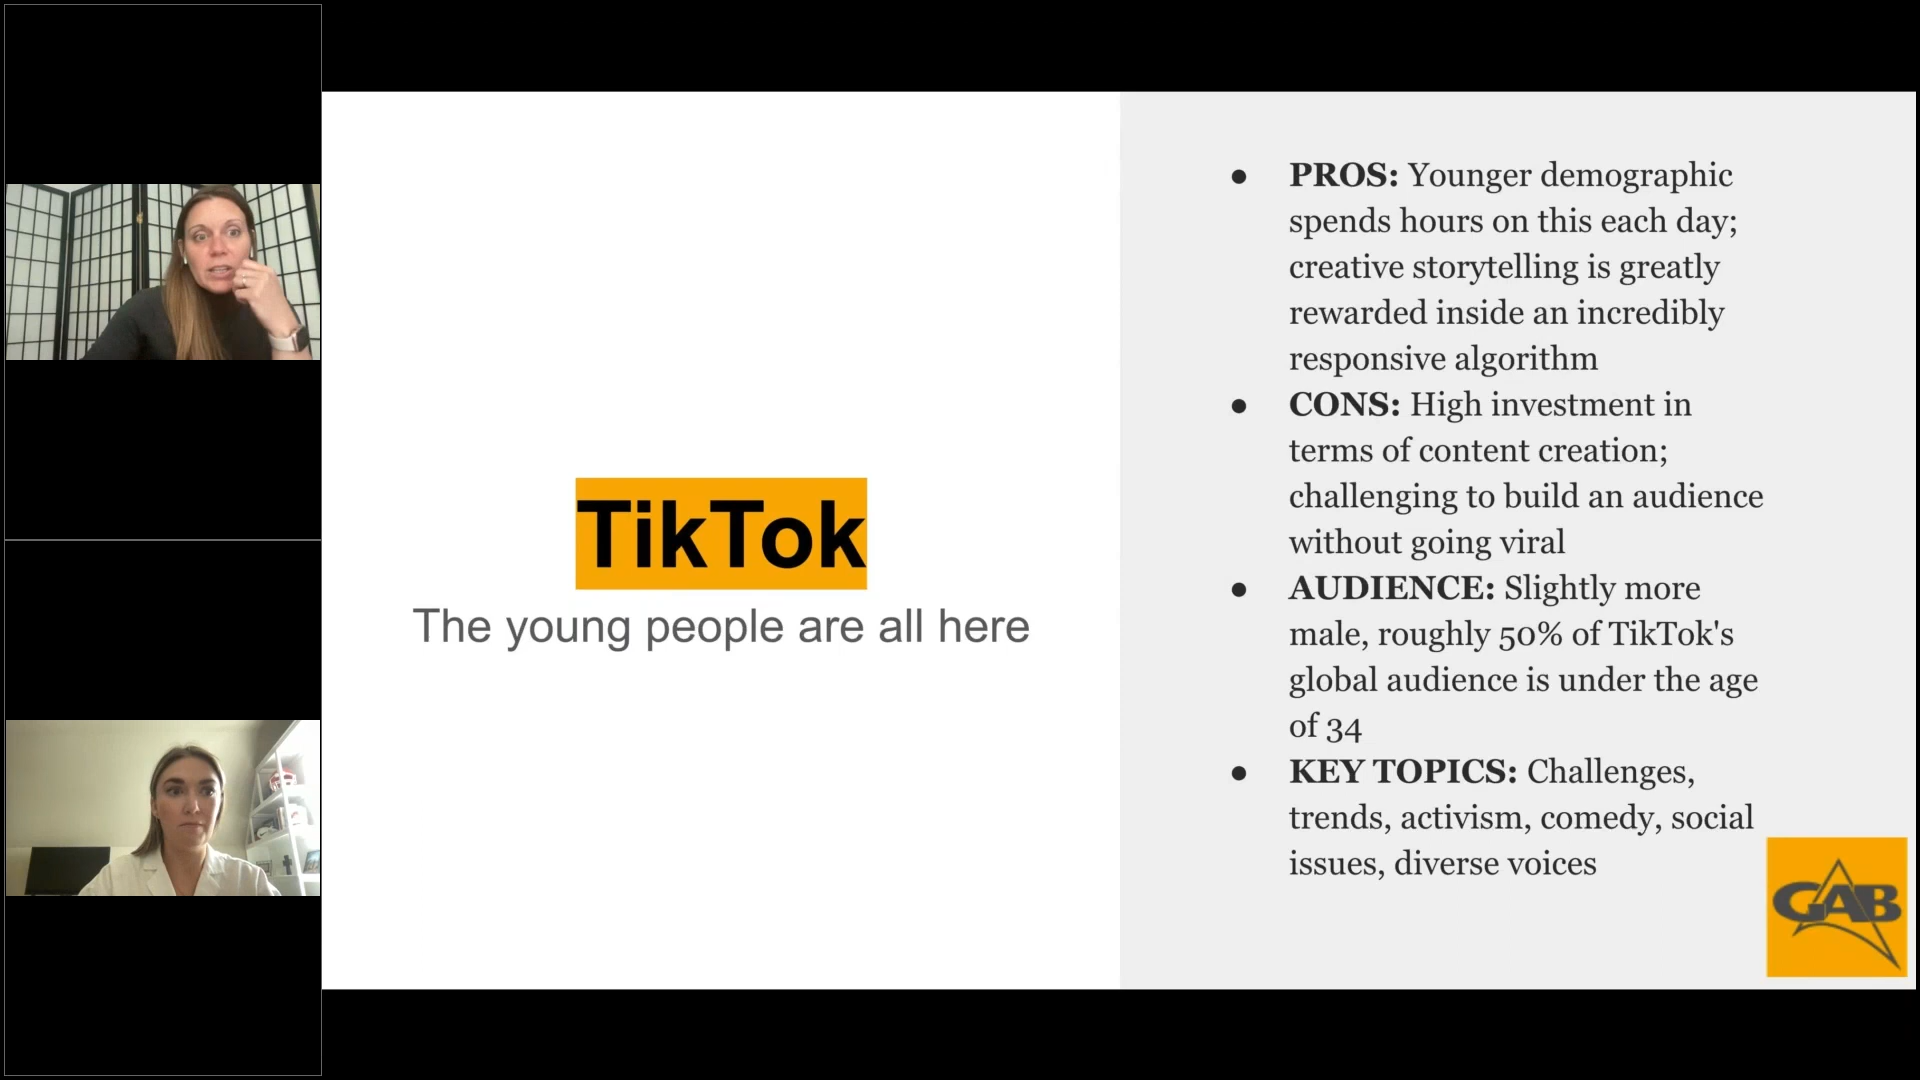 TikTok
The young people are all here
● PROS: Younger demographic
spends hours on this each day;
creative storytelling is greatly
rewarded inside an incredibly
responsive algorithm
● CONS: High investment in
terms of content creation;
challenging to build an audience
without going viral
● AUDIENCE: Slightly more
male, roughly 50% of TikTok's
global audience is under the age
of 34
● KEY TOPICS: Challenges,
trends, activism, comedy, social
issues, diverse voices
GAB